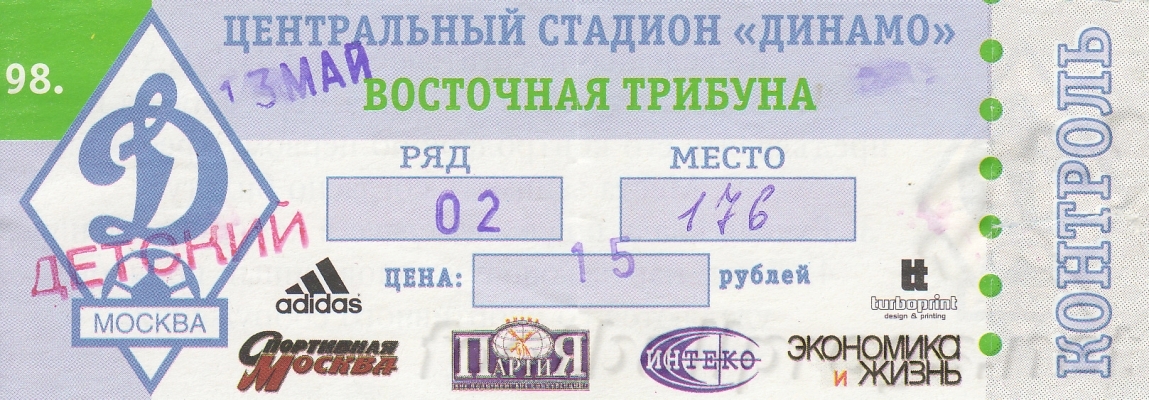 ЦЕНТРАЛЬНЫЙ СТАДИОН «ДИНАМО»
98.
13 МАЙ
ВОСТОЧНАЯ ТРИБУНА
РЯД
МЕСТО
02
176
ДЕТСКИЙ
ЦЕНА:
15
рублей
МОСКВА
adidas
turboprint
design & printing
Спортивная
Москва
ПАРТИЯ
ИНТЕКО
ЭКОНОМИКА
И ЖИЗНЬ
КОНТРОЛЬ